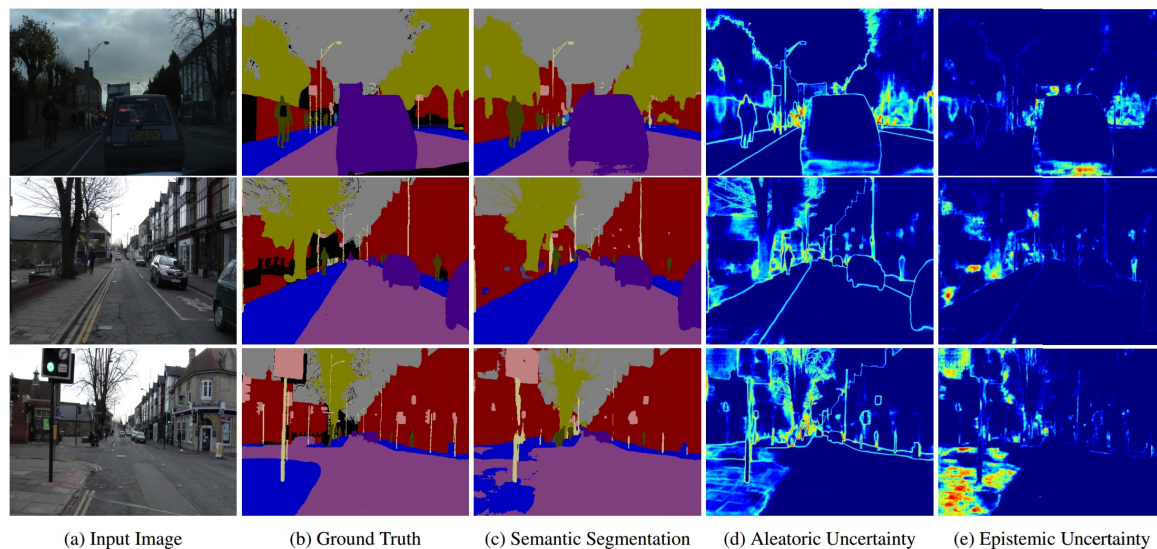 (a) Input Image
(b) Ground Truth
(c) Semantic Segmentation
(d) Aleatoric Uncertainty
(e) Epistemic Uncertainty